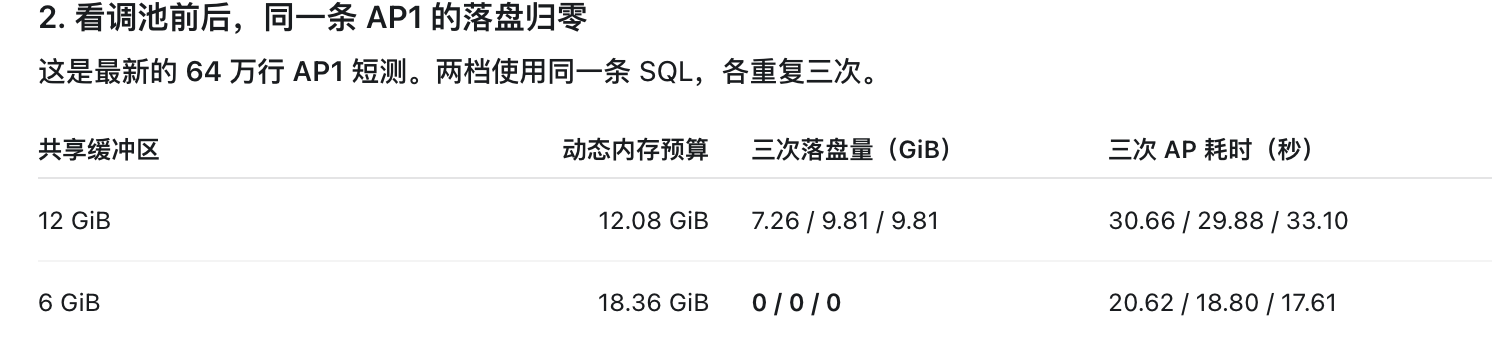 2. 看调池前后，同一条 AP1 的落盘归零
这是最新的 64 万行 AP1 短测。两档使用同一条 SQL，各重复三次。
共享缓冲区 动态内存预算 三次落盘量（GiB） 三次 AP 耗时（秒）
12 GiB 12.08 GiB 7.26 / 9.81 / 9.81 30.66 / 29.88 / 33.10
6 GiB 18.36 GiB 0 / 0 / 0 20.62 / 18.80 / 17.61